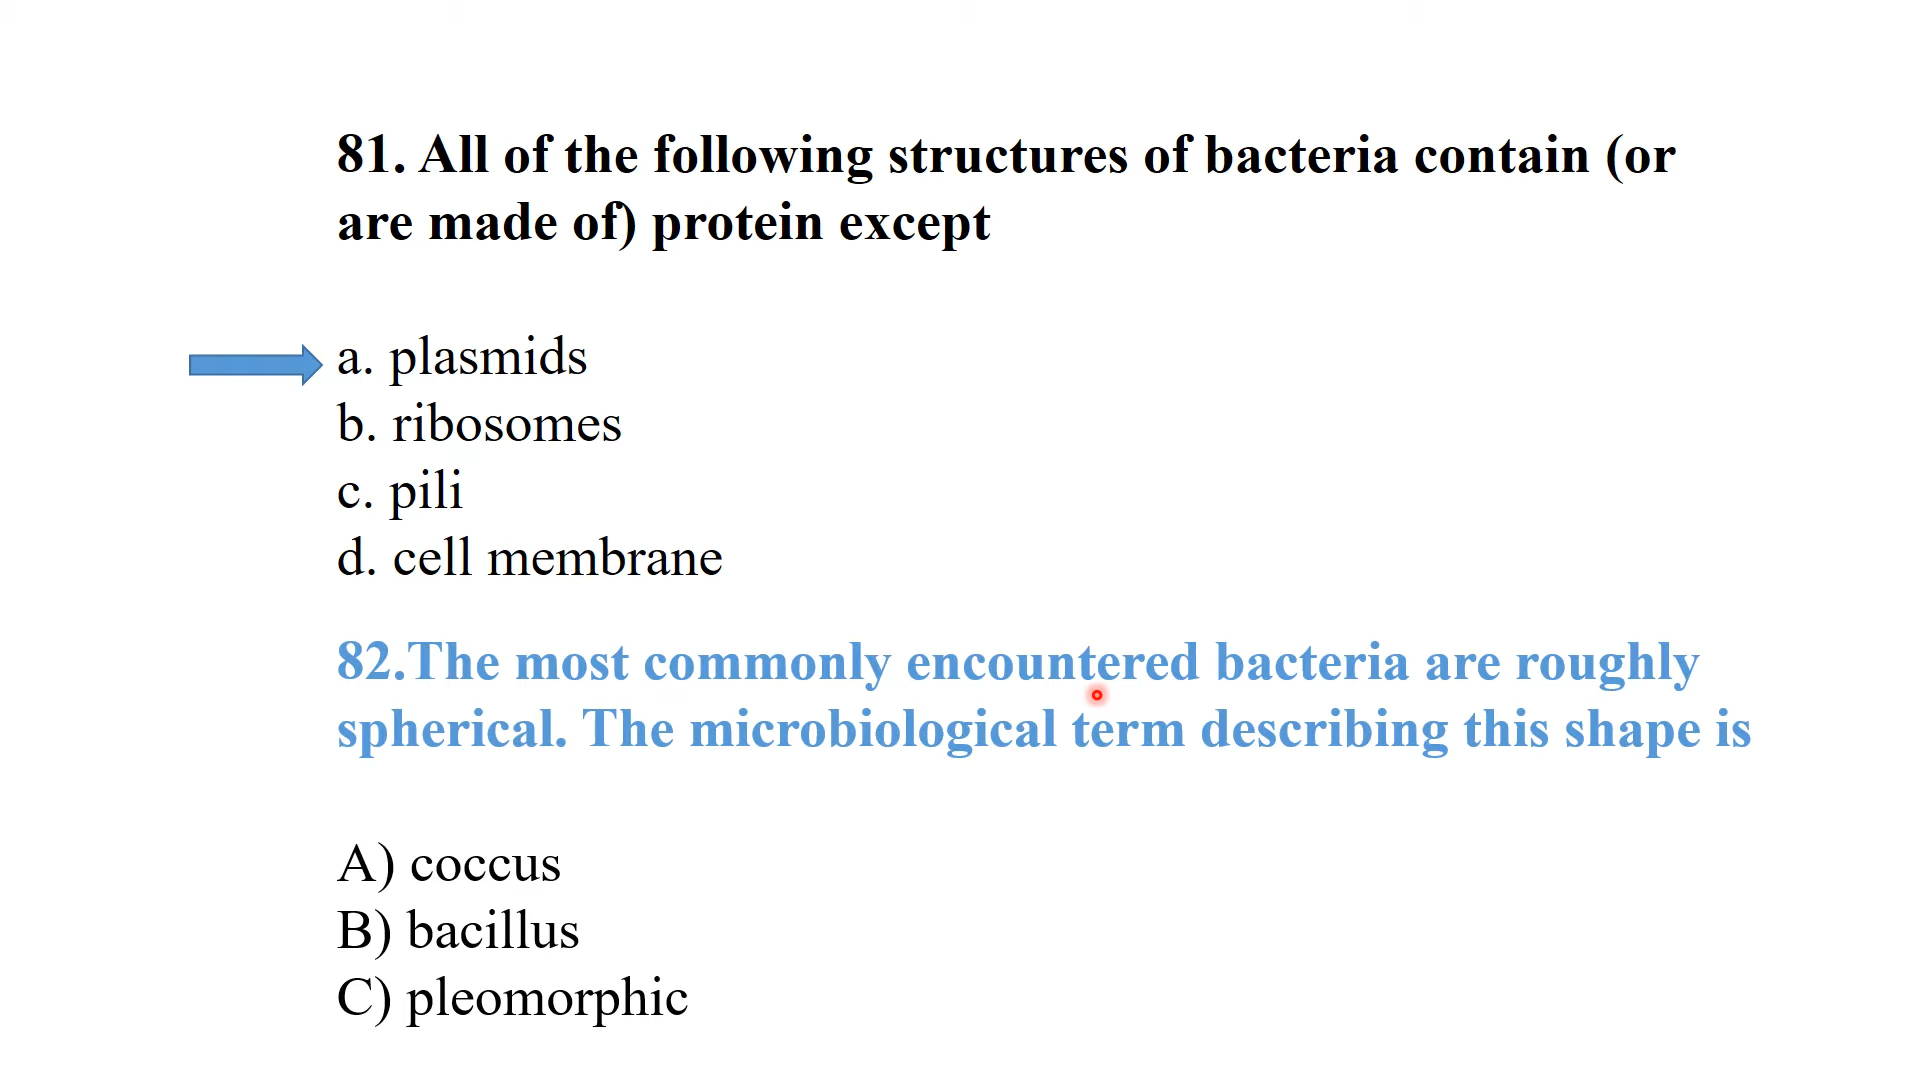 81. All of the following structures of bacteria contain (or
are made of) protein except
a. plasmids
b. ribosomes
c. pili
d. cell membrane
82.The most commonly encountered bacteria are roughly
spherical. The microbiological term describing this shape is
A) coccus
B) bacillus
C) pleomorphic